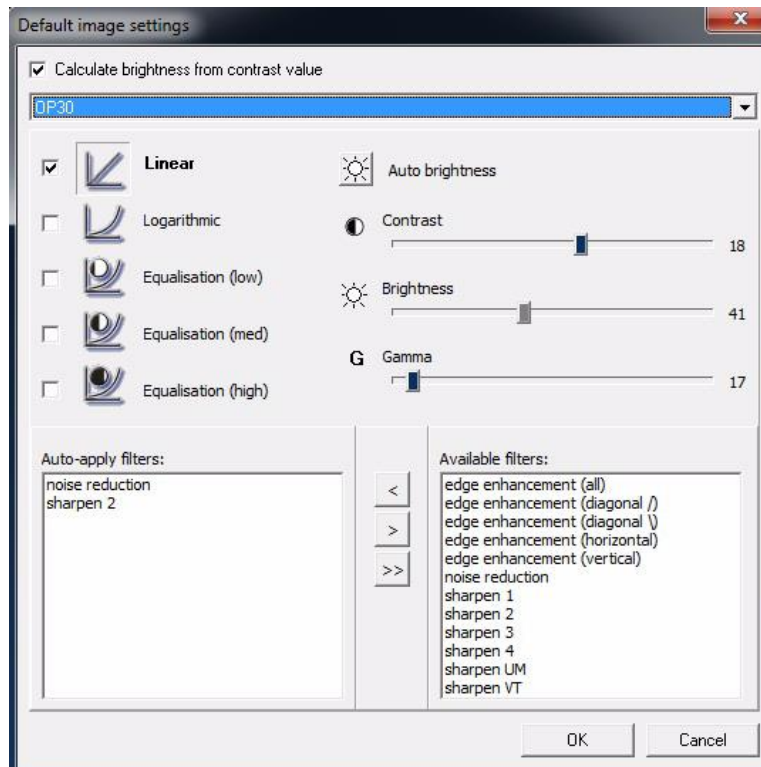 Default image settings
Calculate brightness from contrast value
OP30
Linear
Logarithmic
Equalisation (low)
Equalisation (med)
Equalisation (high)
Auto brightness
Contrast
18
Brightness
41
G Gamma
17
Auto-apply filters:
noise reduction
sharpen 2
<
>
>>
Available filters:
edge enhancement (all)
edge enhancement (diagonal /)
edge enhancement (diagonal \)
edge enhancement (horizontal)
edge enhancement (vertical)
noise reduction
sharpen 1
sharpen 2
sharpen 3
sharpen 4
sharpen UM
sharpen VT
OK
Cancel